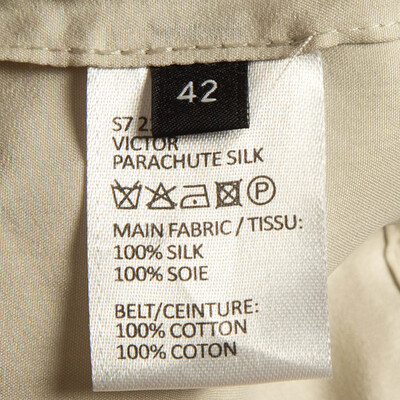 42
S7 2
VICTOR
PARACHUTE SILK
P
MAIN FABRIC / TISSU:
100% SILK
100% SOIE
BELT/CEINTURE:
100% COTTON
100% COTON